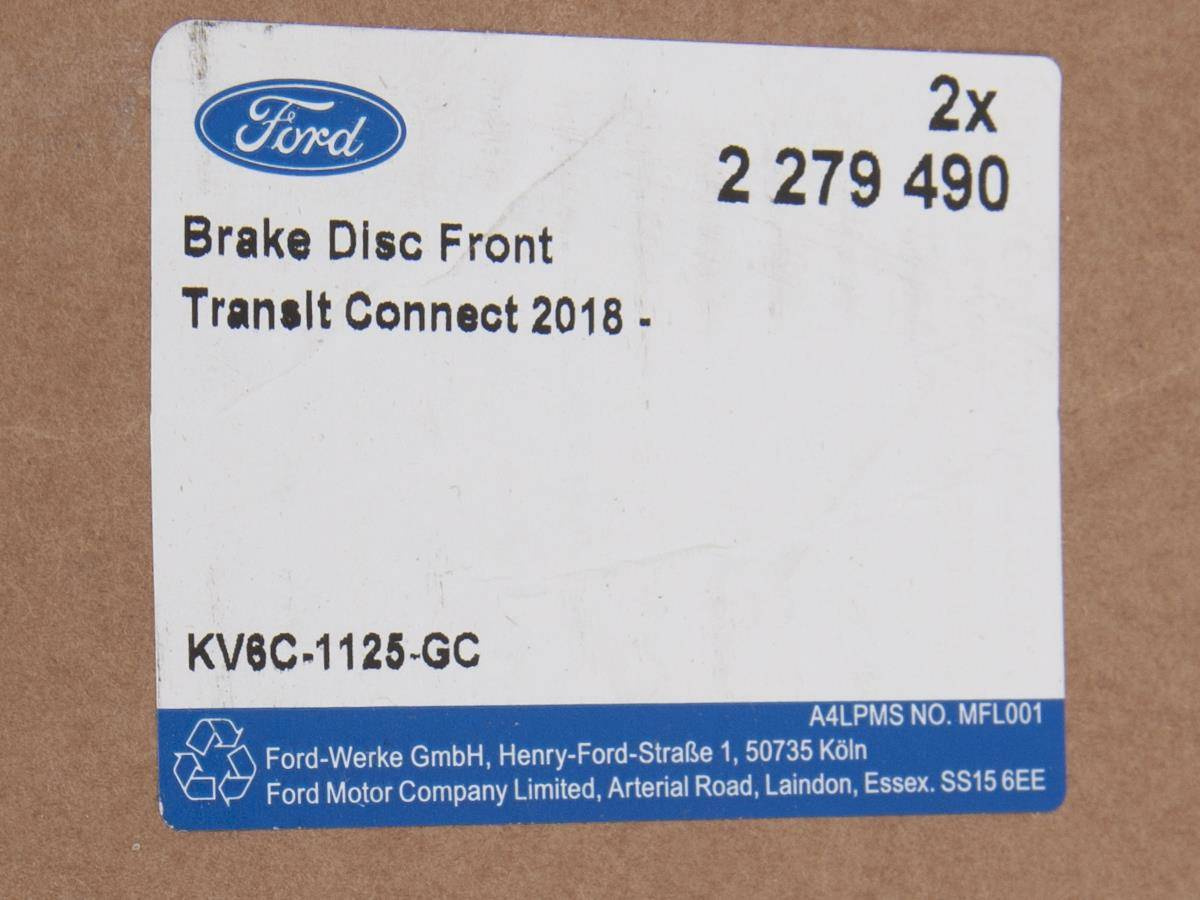 Ford
2x
2 279 490
Brake Disc Front
Transit Connect 2018 -
KV6C-1125-GC
A4LPMS NO. MFL001
Ford-Werke GmbH, Henry-Ford-Straße 1, 50735 Köln
Ford Motor Company Limited, Arterial Road, Laindon, Essex. SS15 6EE